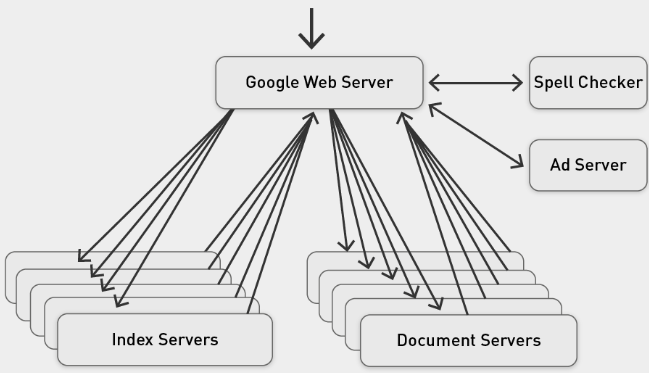 Google Web Server
Spell Checker
Ad Server
Index Servers
Document Servers